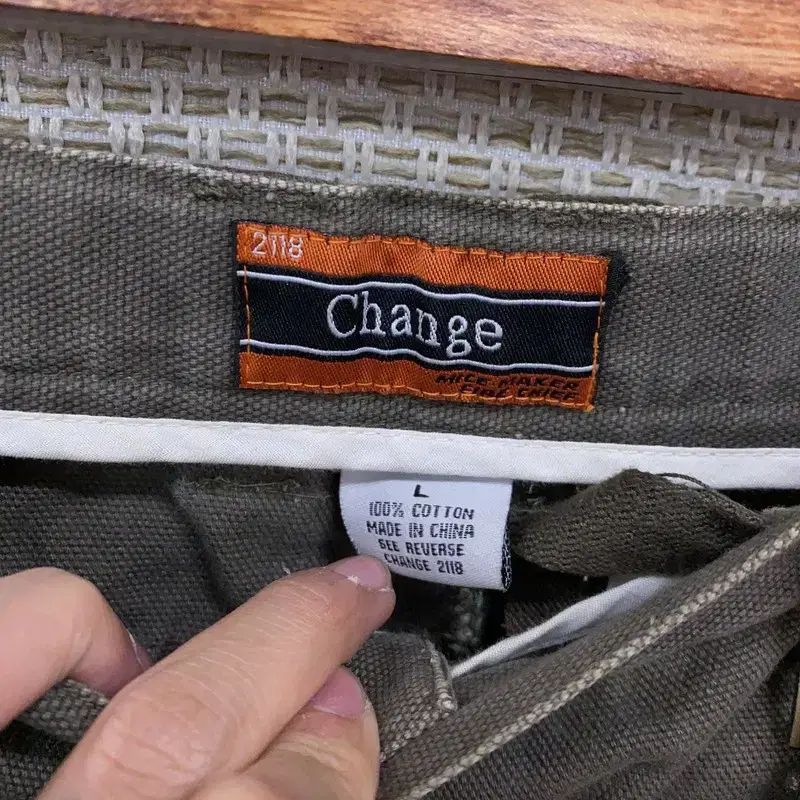 2118
Change
L
100% COTTON
MADE IN CHINA
SEE REVERSE
CHANGE 2118